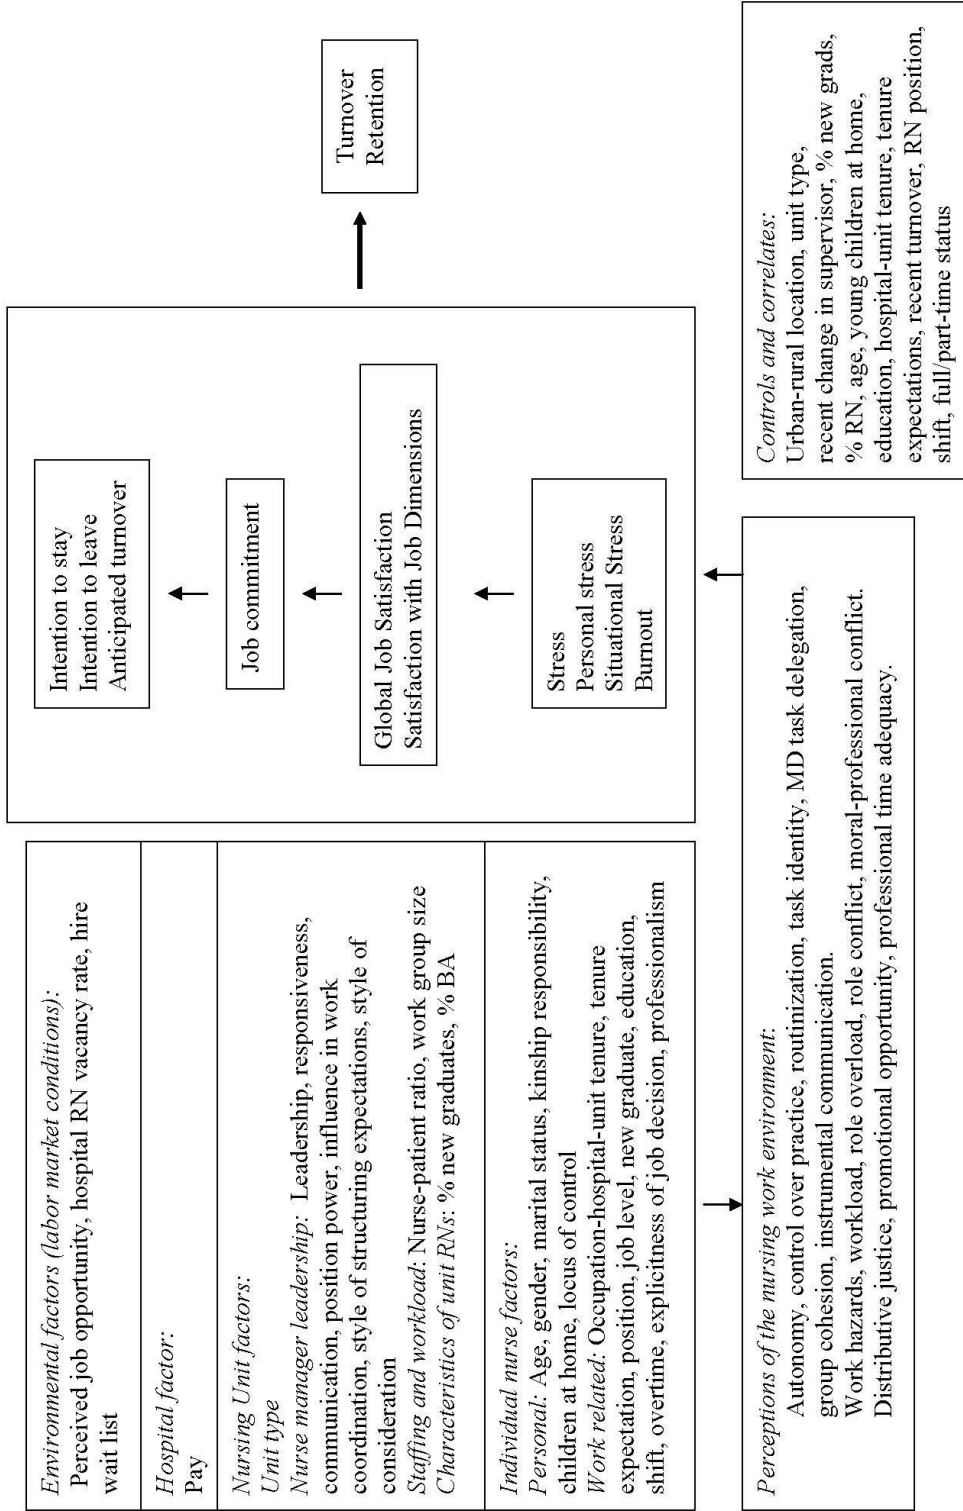 Environmental factors (labor market conditions):
Perceived job opportunity, hospital RN vacancy rate, hire
wait list
Hospital factor:
Pay
Nursing Unit factors:
Unit type
Nurse manager leadership: Leadership, responsiveness,
communication, position power, influence in work
coordination, style of structuring expectations, style of
consideration
Staffing and workload: Nurse-patient ratio, work group size
Characteristics of unit RNs: % new graduates, % BA
Individual nurse factors:
Personal: Age, gender, marital status, kinship responsibility,
children at home, locus of control
Work related: Occupation-hospital-unit tenure, tenure
expectation, position, job level, new graduate, education,
shift, overtime, explicitness of job decision, professionalism
Intention to stay
Intention to leave
Anticipated turnover
Job commitment
Global Job Satisfaction
Satisfaction with Job Dimensions
Stress
Personal stress
Situational Stress
Burnout
Turnover
Retention
Perceptions of the nursing work environment:
Autonomy, control over practice, routinization, task identity, MD task delegation,
group cohesion, instrumental communication.
Work hazards, workload, role overload, role conflict, moral-professional conflict.
Distributive justice, promotional opportunity, professional time adequacy.
Controls and correlates:
Urban-rural location, unit type,
recent change in supervisor, % new grads,
% RN, age, young children at home,
education, hospital-unit tenure, tenure
expectations, recent turnover, RN position,
shift, full/part-time status